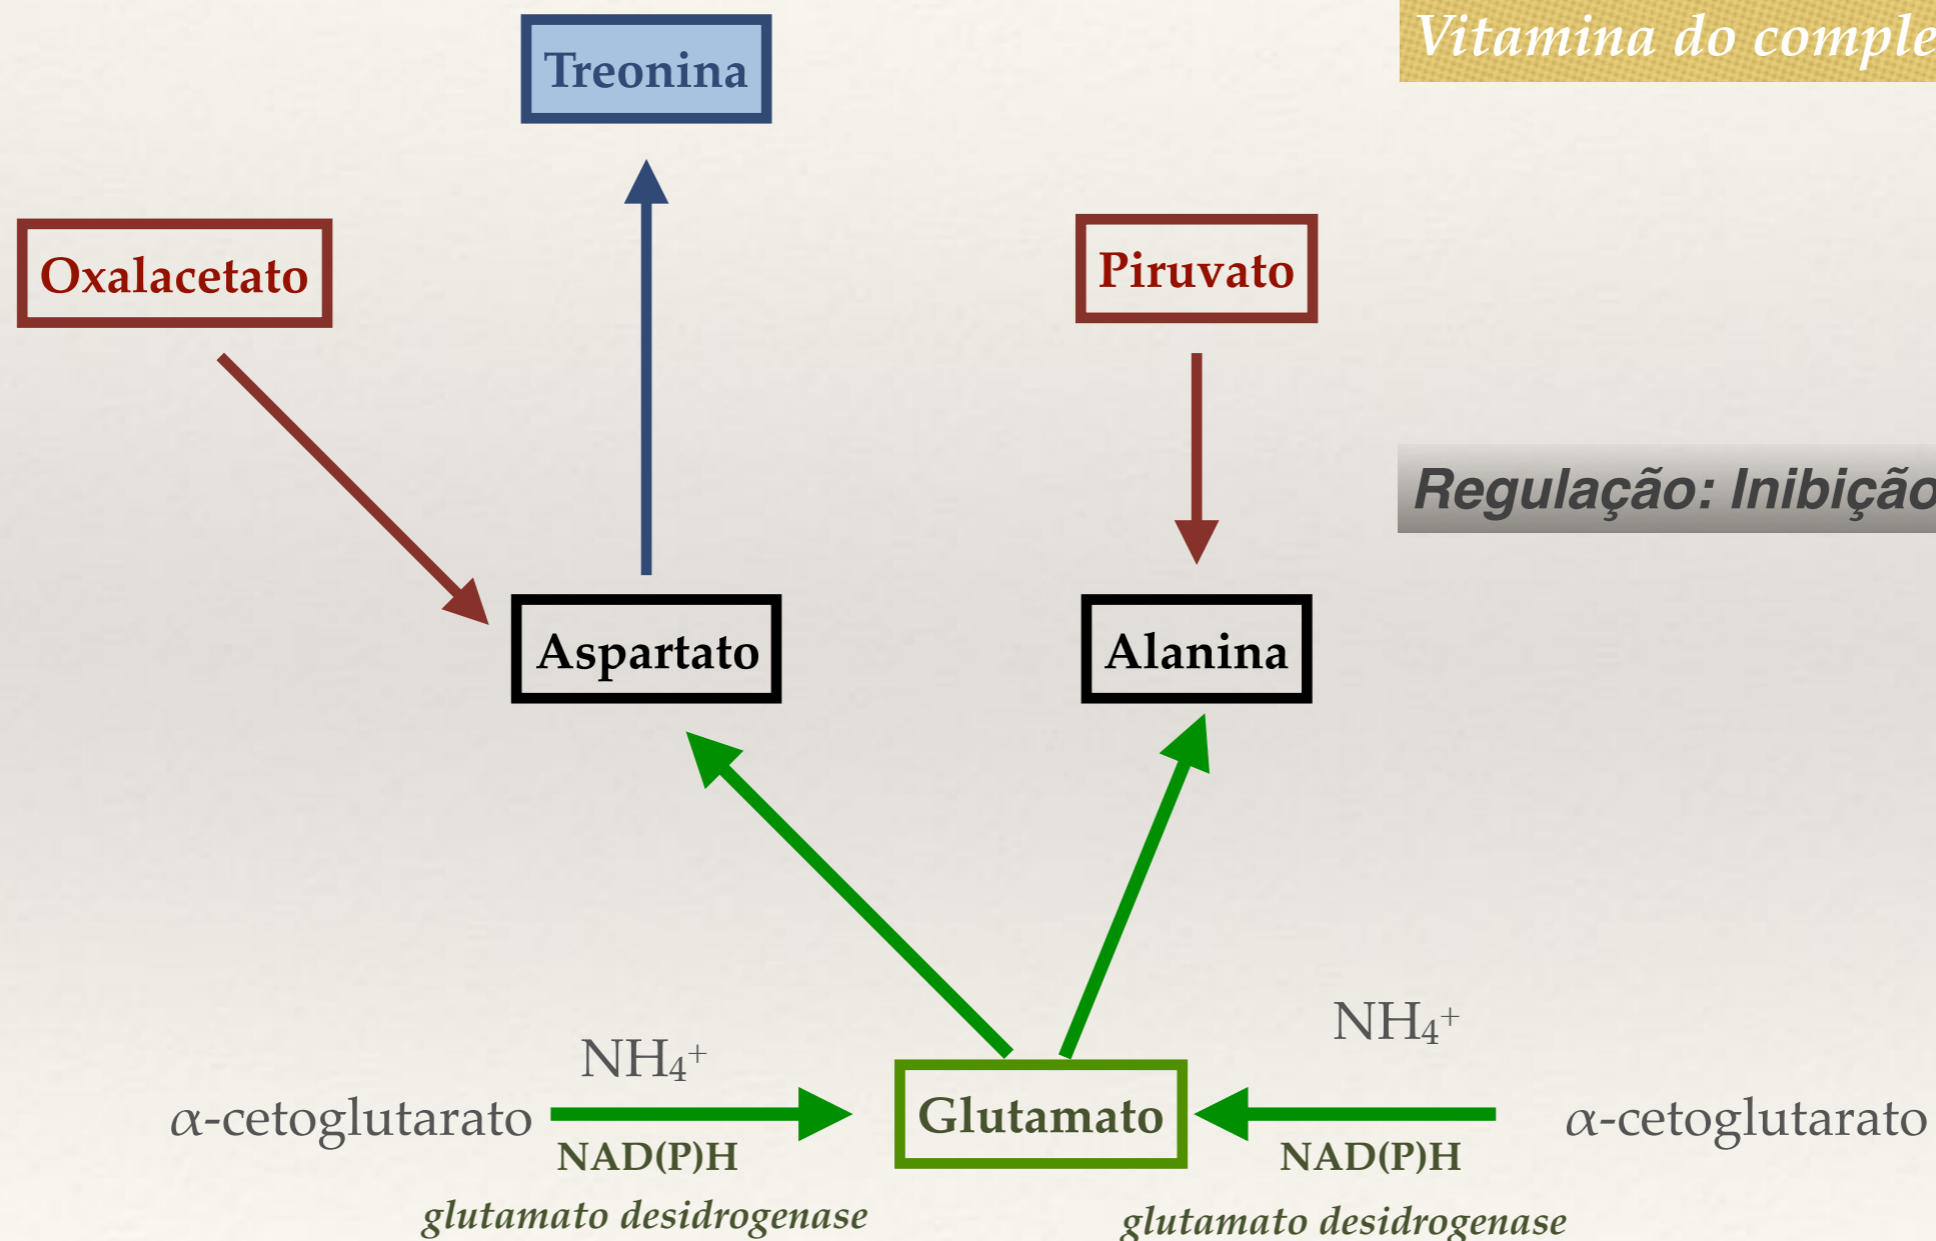 Vitamina do comple
Treonina
Oxalacetato
Piruvato
Regulação: Inibição
Aspartato
Alanina
NH₄⁺
NH₄⁺
α-cetoglutarato
Glutamato
α-cetoglutarato
NAD(P)H
NAD(P)H
glutamato desidrogenase
glutamato desidrogenase